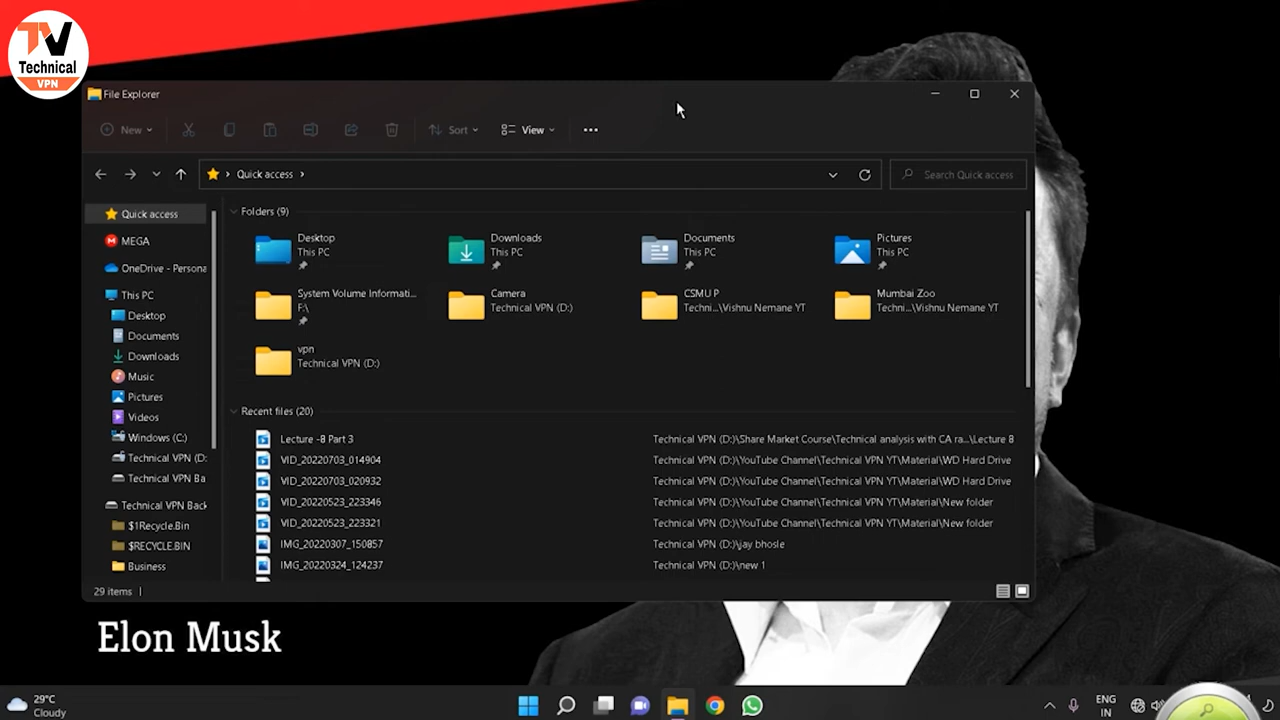 TV
Technical
VPN
File Explorer
New
Sort
View
Quick access
Search Quick access
Quick access
MEGA
OneDrive - Persona
This PC
Desktop
Documents
Downloads
Music
Pictures
Videos
Windows (C:)
Technical VPN (D:
Technical VPN Ba
Technical VPN Back
$1Recycle.Bin
$RECYCLE.BIN
Business
Folders (9)
Desktop
This PC
Downloads
This PC
Documents
This PC
Pictures
This PC
System Volume Informati...
F:\
Camera
Technical VPN (D:)
CSMU P
Techni...\Vishnu Nemane YT
Mumbai Zoo
Techni...\Vishnu Nemane YT
vpn
Technical VPN (D:)
Recent files (20)
Lecture -8 Part 3 Technical VPN (D:)\Share Market Course\Technical analysis with CA ra...\Lecture 8
VID_20220703_014904 Technical VPN (D:)\YouTube Channel\Technical VPN YT\Material\WD Hard Drive
VID_20220703_020932 Technical VPN (D:)\YouTube Channel\Technical VPN YT\Material\WD Hard Drive
VID_20220523_223346 Technical VPN (D:)\YouTube Channel\Technical VPN YT\Material\New folder
VID_20220523_223321 Technical VPN (D:)\YouTube Channel\Technical VPN YT\Material\New folder
IMG_20220307_150857 Technical VPN (D:)\jay bhosle
IMG_20220324_124237 Technical VPN (D:)\new 1
29 items
Elon Musk
29°C
Cloudy
ENG
IN